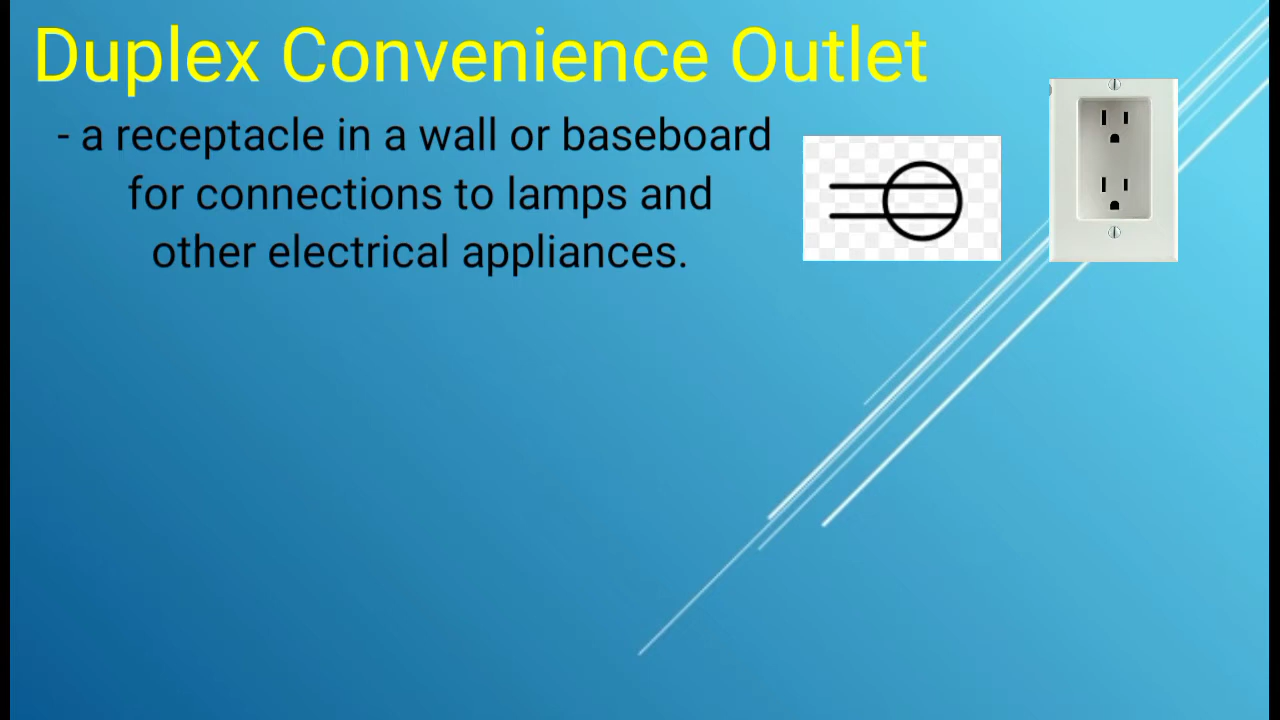 Duplex Convenience Outlet
- a receptacle in a wall or baseboard
for connections to lamps and
other electrical appliances.